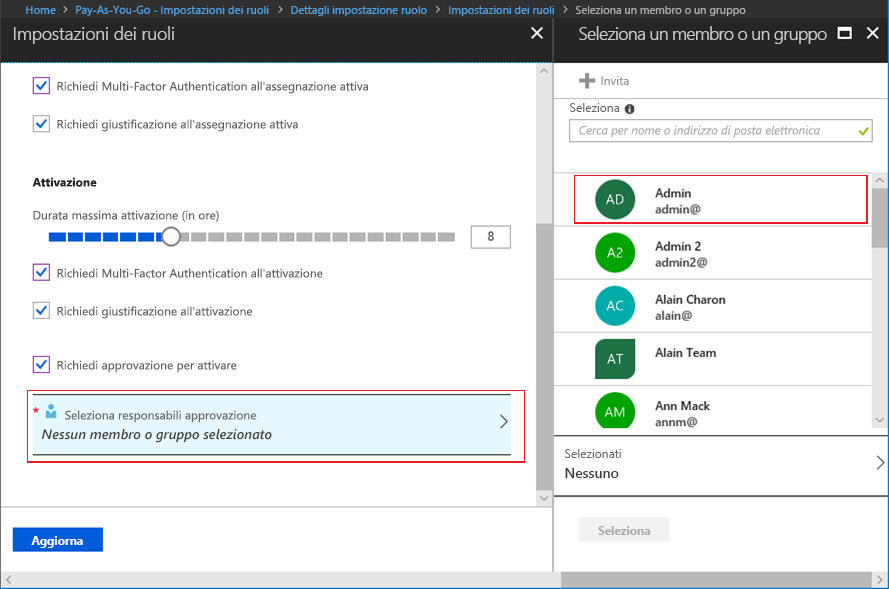 Home > Pay-As-You-Go - Impostazioni dei ruoli > Dettagli impostazione ruolo > Impostazioni dei ruoli > Seleziona un membro o un gruppo
Impostazioni dei ruoli
Richiedi Multi-Factor Authentication all'assegnazione attiva
Richiedi giustificazione all'assegnazione attiva
Attivazione
Durata massima attivazione (in ore)
8
Richiedi Multi-Factor Authentication all'attivazione
Richiedi giustificazione all'attivazione
Richiedi approvazione per attivare
* Seleziona responsabili approvazione
Nessun membro o gruppo selezionato
Aggiorna
Seleziona un membro o un gruppo
Invita
Seleziona
Cerca per nome o indirizzo di posta elettronica
AD
Admin
admin@
A2
Admin 2
admin2@
AC
Alain Charon
alain@
AT
Alain Team
AM
Ann Mack
annm@
Selezionati
Nessuno
Seleziona